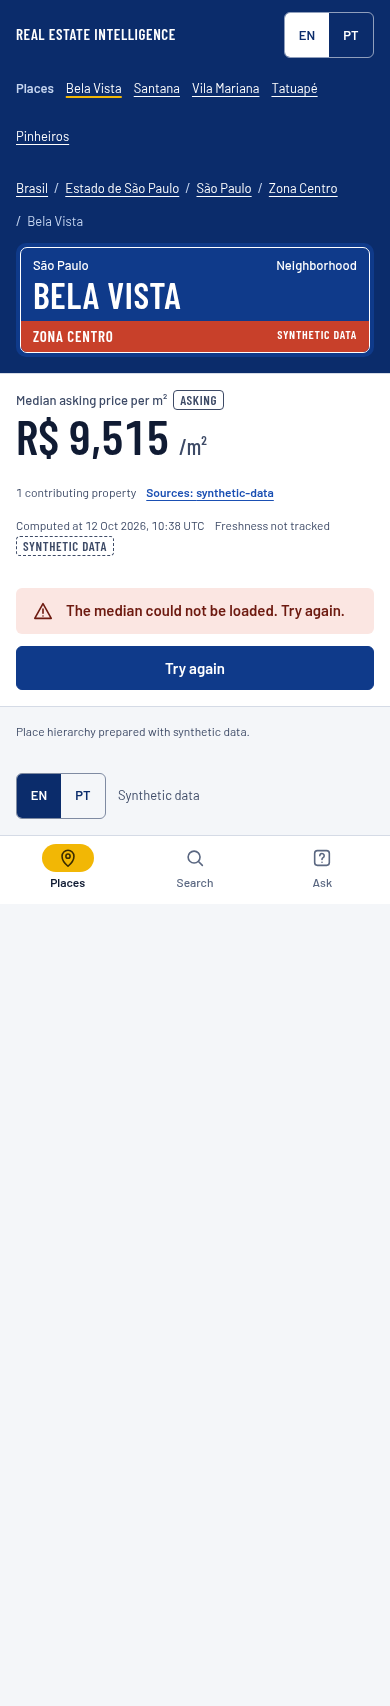 REAL ESTATE INTELLIGENCE
EN PT
Places Bela Vista Santana Vila Mariana Tatuapé
Pinheiros
Brasil / Estado de São Paulo / São Paulo / Zona Centro
/ Bela Vista
São Paulo Neighborhood
BELA VISTA
ZONA CENTRO SYNTHETIC DATA
Median asking price per m² ASKING
R$ 9,515 /m²
1 contributing property Sources: synthetic-data
Computed at 12 Oct 2026, 10:38 UTC Freshness not tracked
SYNTHETIC DATA
The median could not be loaded. Try again.
Try again
Place hierarchy prepared with synthetic data.
EN PT Synthetic data
Places Search Ask